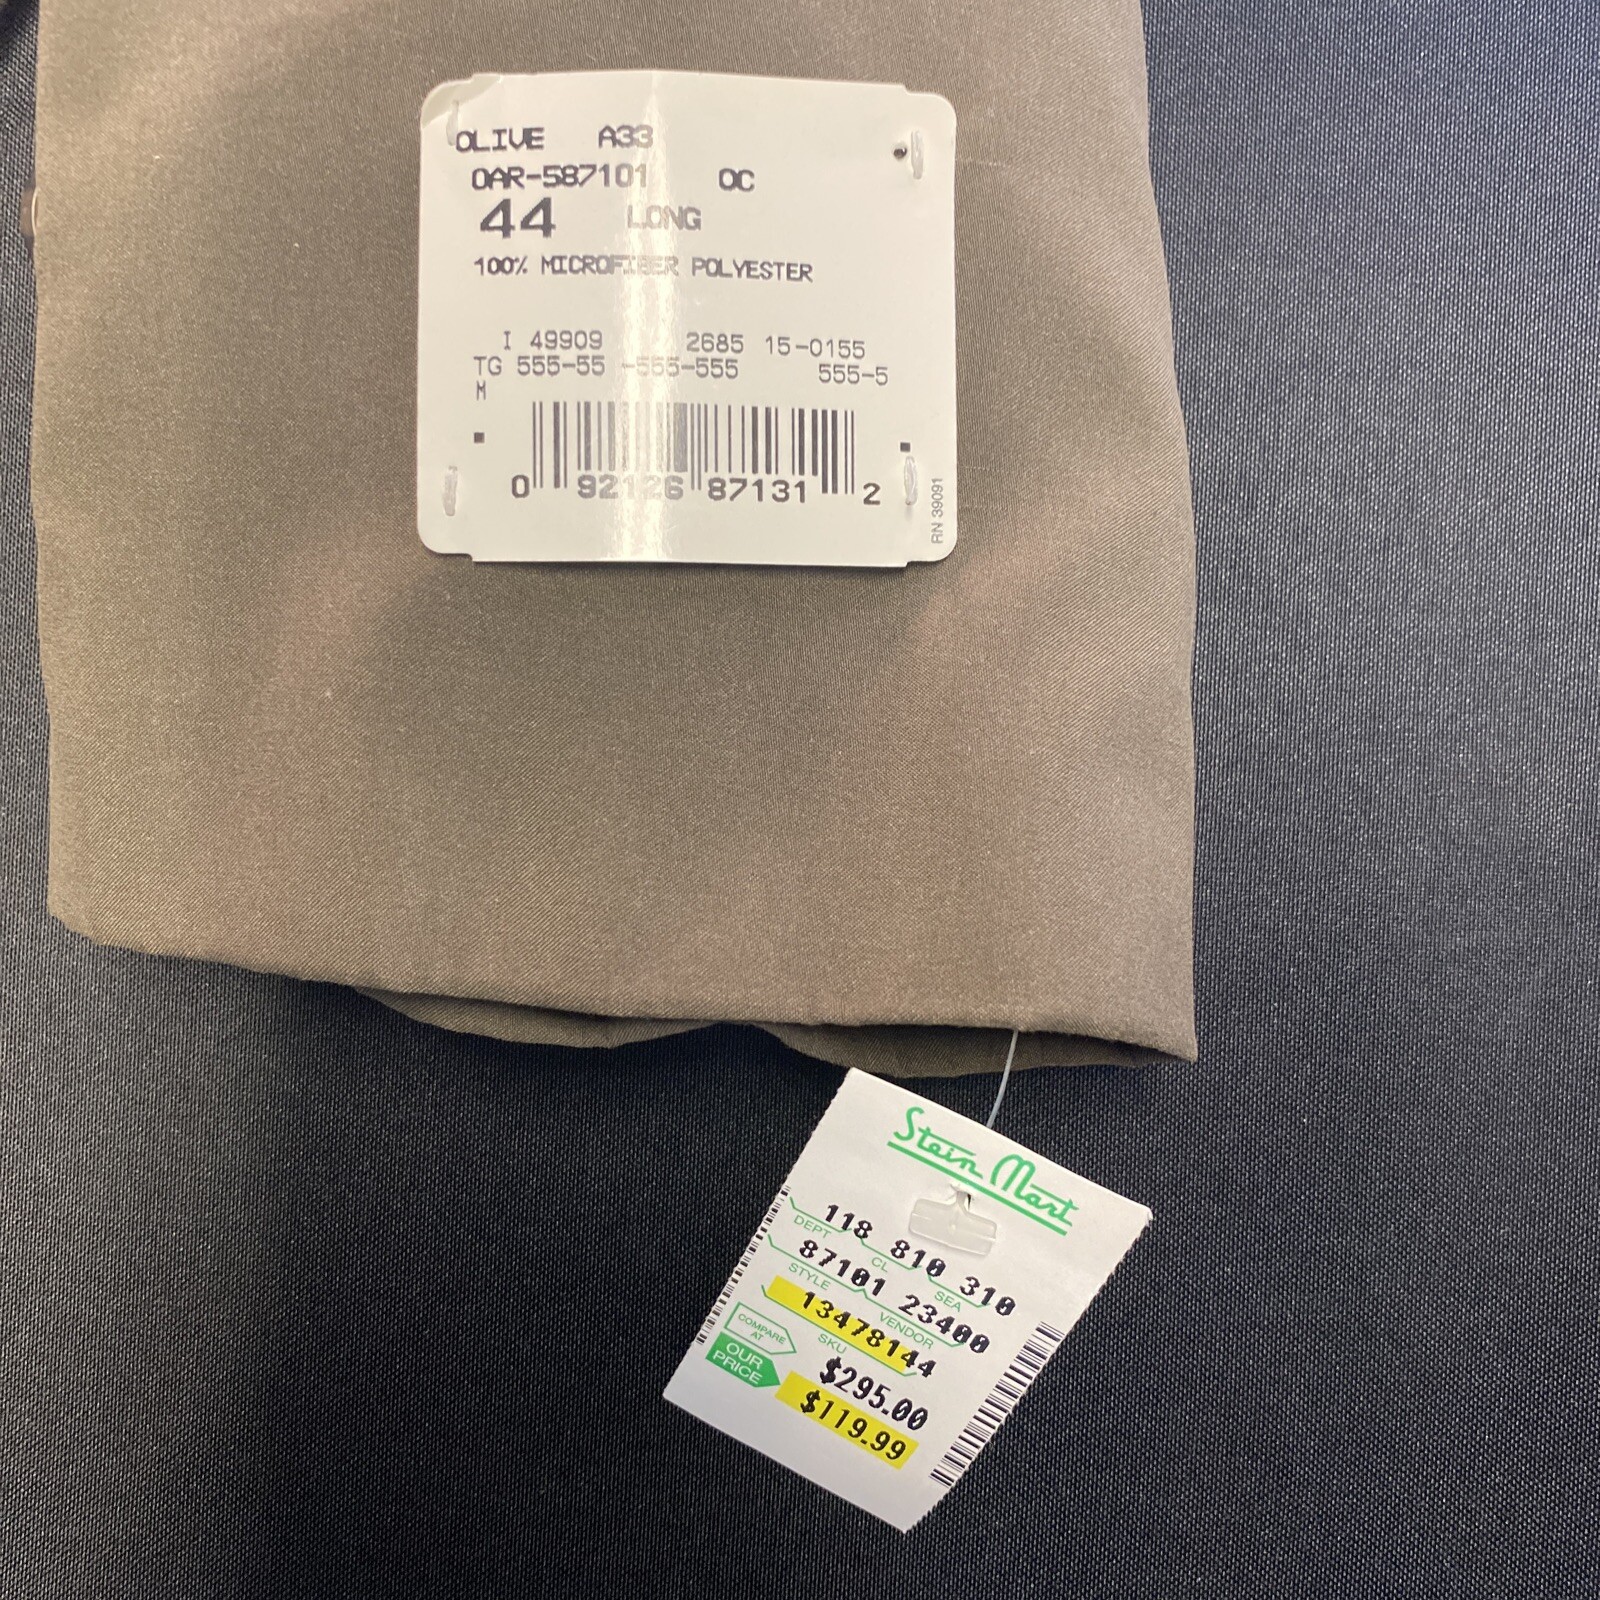 OLIVE A33
OAR-587101 OC
44 LONG
100% MICROFIBER POLYESTER
I 49909 2685 15-0155
TG 555-55 -555-555 555-5
M
0 92126 87131 2
RN 39091
Stein Mart
118 810 310
DEPT CL SEA
87101 23400
STYLE VENDOR
13478144
SKU
COMPARE AT $295.00
OUR PRICE $119.99